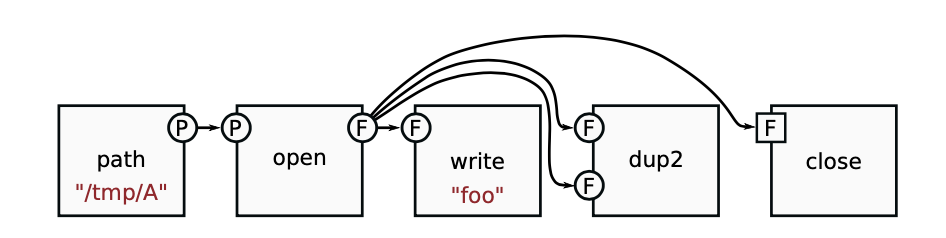 P P F F F F
path open write dup2 close
"/tmp/A" "foo" F